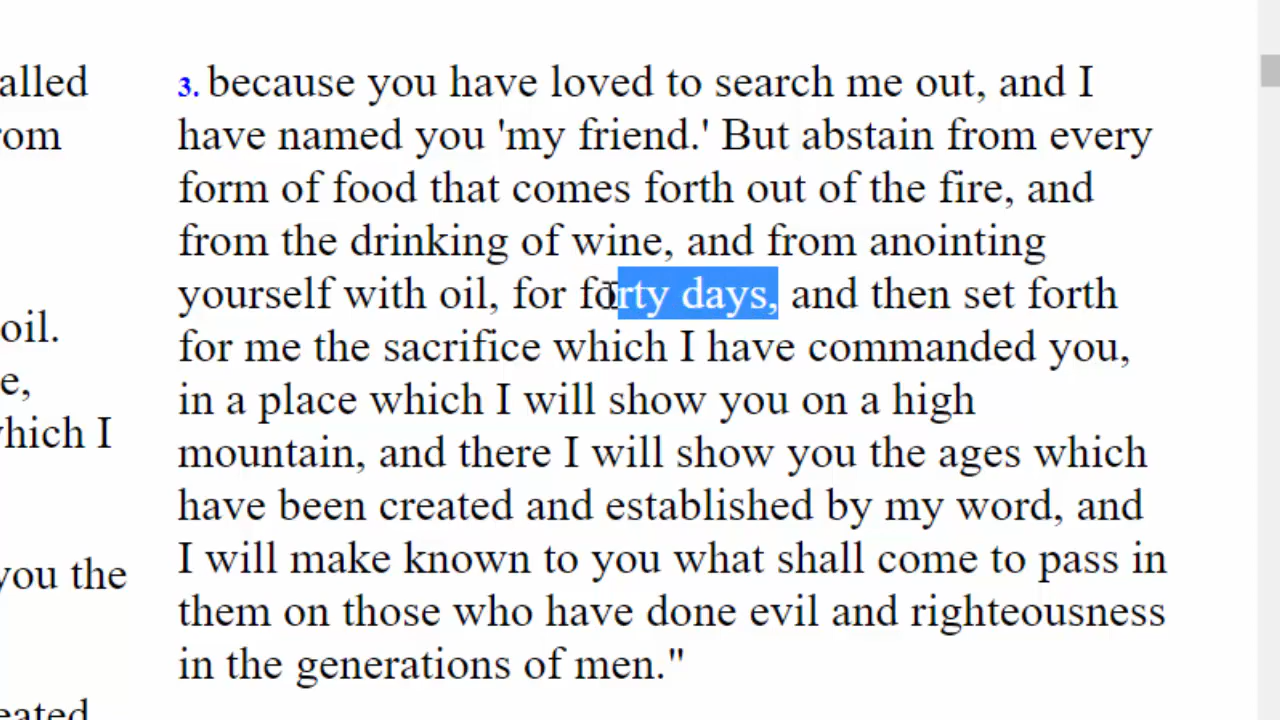 alled
rom
oil.
e,
which I
you the
eated
3. because you have loved to search me out, and I
have named you 'my friend.' But abstain from every
form of food that comes forth out of the fire, and
from the drinking of wine, and from anointing
yourself with oil, for forty days, and then set forth
for me the sacrifice which I have commanded you,
in a place which I will show you on a high
mountain, and there I will show you the ages which
have been created and established by my word, and
I will make known to you what shall come to pass in
them on those who have done evil and righteousness
in the generations of men."